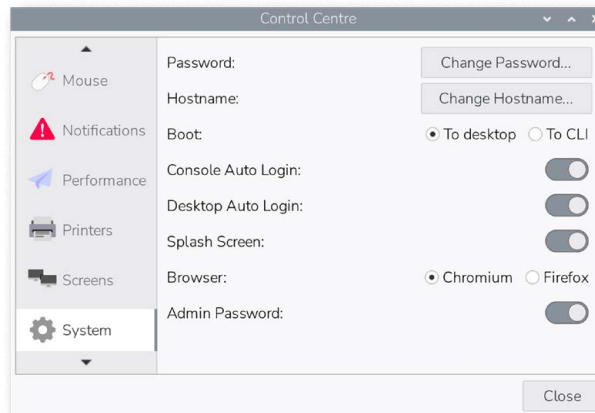 Control Centre
Mouse
Notifications
Performance
Printers
Screens
System
Password:
Change Password...
Hostname:
Change Hostname...
Boot:
To desktop
To CLI
Console Auto Login:
Desktop Auto Login:
Splash Screen:
Browser:
Chromium
Firefox
Admin Password:
Close